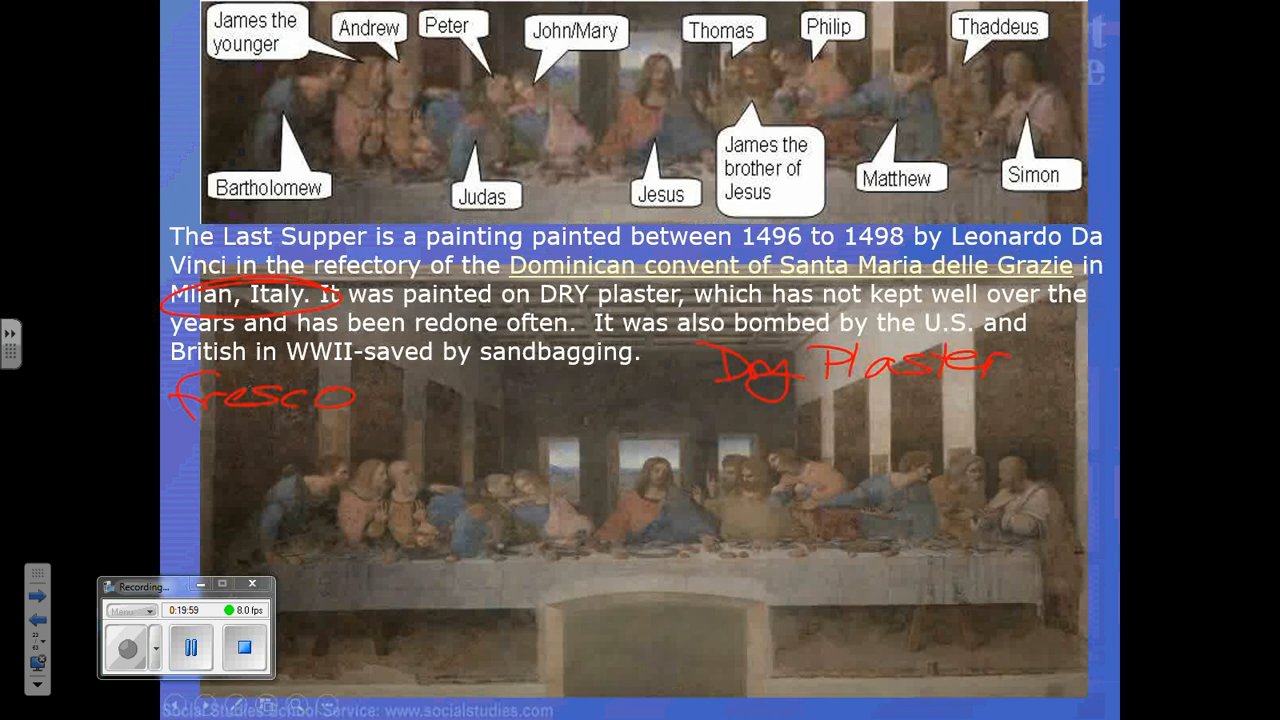 James the
younger
Andrew
Peter
John/Mary
Thomas
Philip
Thaddeus
Bartholomew
Judas
Jesus
James the
brother of
Jesus
Matthew
Simon
The Last Supper is a painting painted between 1496 to 1498 by Leonardo Da
Vinci in the refectory of the Dominican convent of Santa Maria delle Grazie in
Milan, Italy. It was painted on DRY plaster, which has not kept well over the
years and has been redone often. It was also bombed by the U.S. and
British in WWII-saved by sandbagging.
Dry Plaster
fresco
Recording...
Menu
0:19:59
8.0 fps
Social Studies School Service: www.socialstudies.com